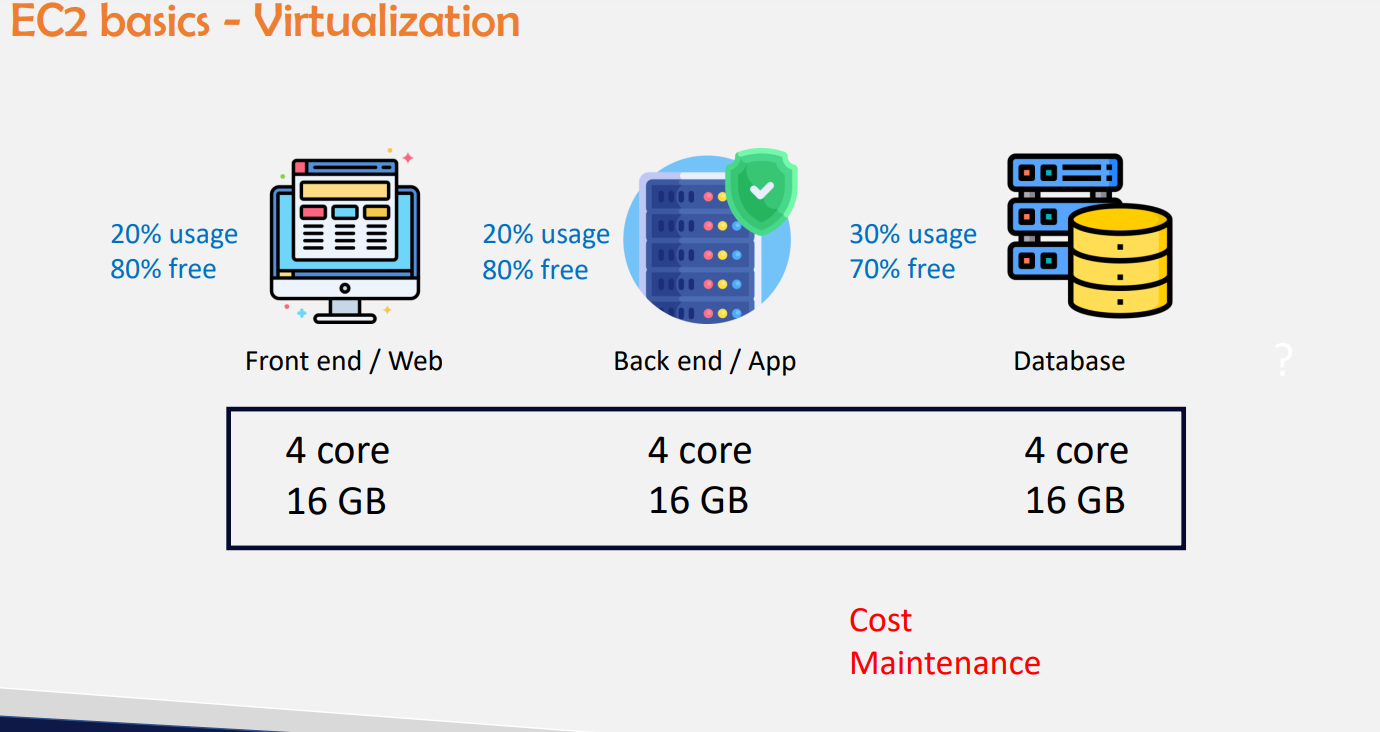 EC2 basics - Virtualization
20% usage
80% free
20% usage
80% free
30% usage
70% free
Front end / Web
Back end / App
Database
?
4 core
16 GB
4 core
16 GB
4 core
16 GB
Cost
Maintenance